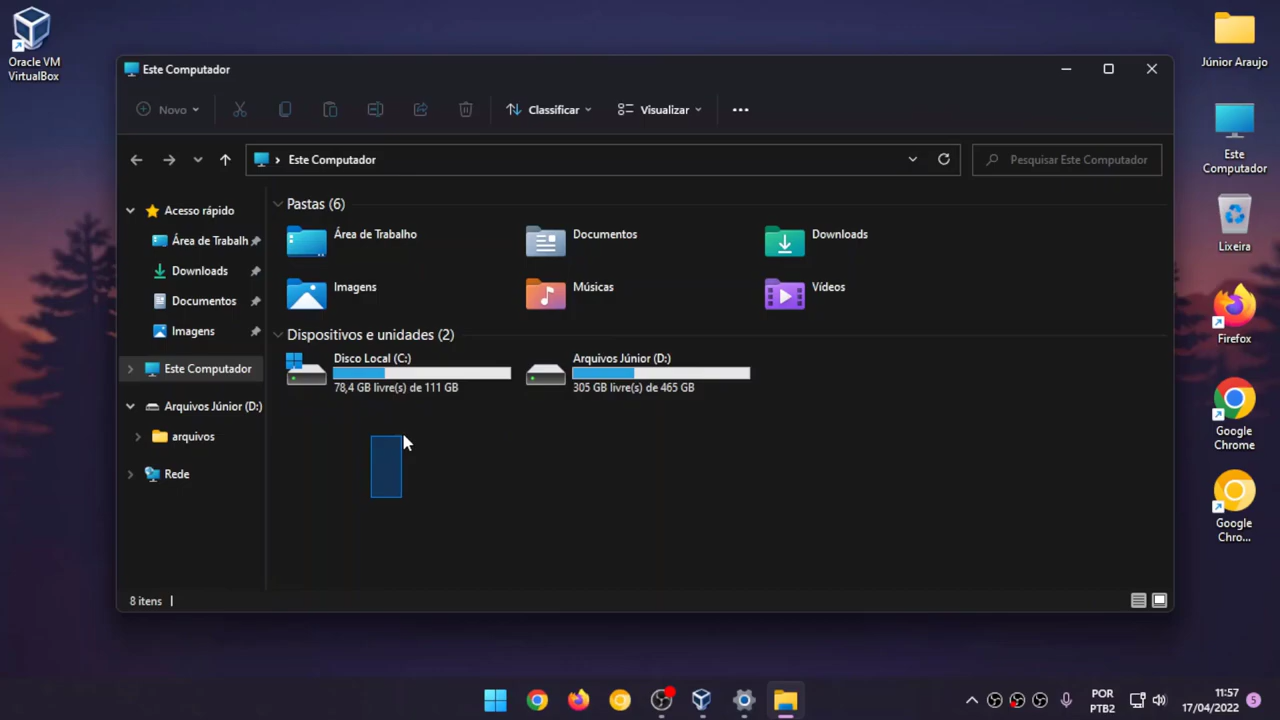 Oracle VM
VirtualBox
Este Computador
Novo
Classificar
Visualizar
Este Computador
Pesquisar Este Computador
Acesso rápido
Área de Trabalh
Downloads
Documentos
Imagens
Este Computador
Arquivos Júnior (D:)
arquivos
Rede
Pastas (6)
Área de Trabalho
Documentos
Downloads
Imagens
Músicas
Vídeos
Dispositivos e unidades (2)
Disco Local (C:)
78,4 GB livre(s) de 111 GB
Arquivos Júnior (D:)
305 GB livre(s) de 465 GB
8 itens
Júnior Araujo
Este
Computador
Lixeira
Firefox
Google
Chrome
Google
Chro...
POR
PTB2
11:57
17/04/2022
5